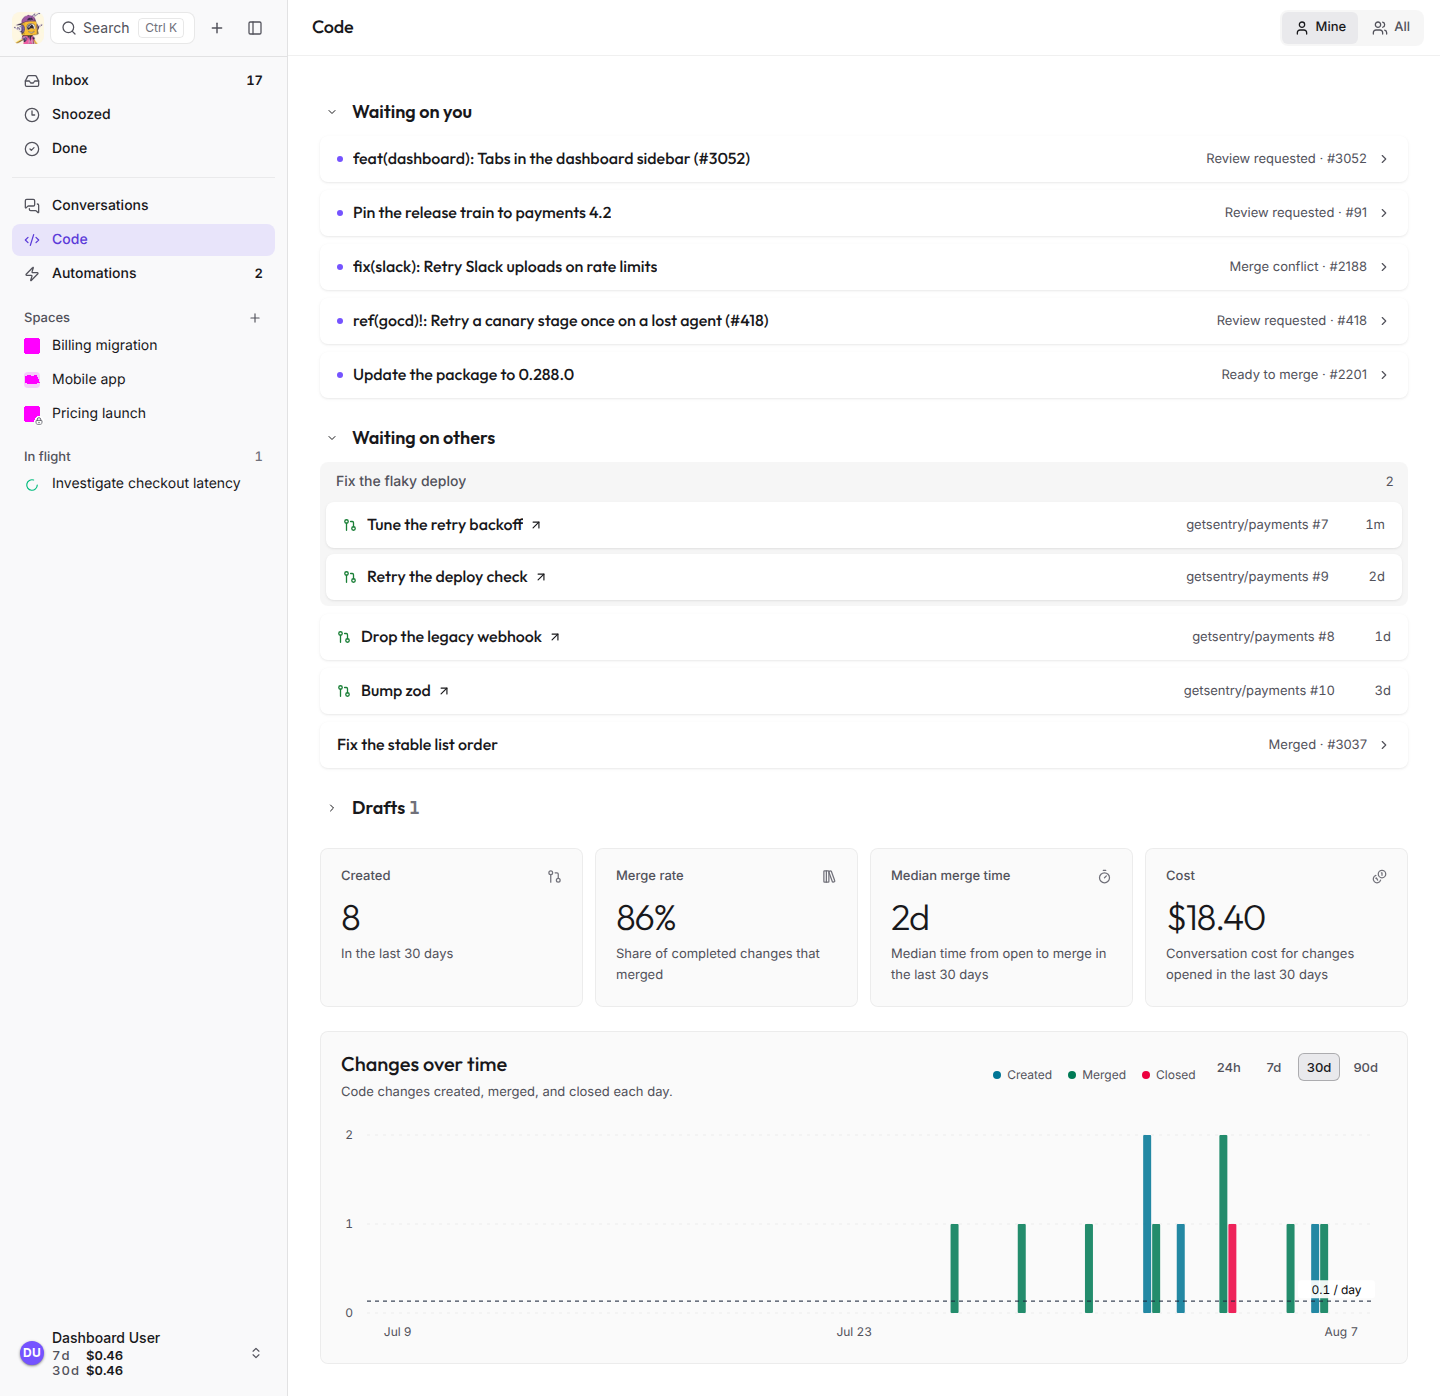 Search Ctrl K
Inbox 17
Snoozed
Done
Conversations
Code
Automations 2
Spaces
Billing migration
Mobile app
Pricing launch
In flight 1
Investigate checkout latency
DU
Dashboard User
7d $0.46
30d $0.46
Code
Mine All
Waiting on you
feat(dashboard): Tabs in the dashboard sidebar (#3052) Review requested · #3052
Pin the release train to payments 4.2 Review requested · #91
fix(slack): Retry Slack uploads on rate limits Merge conflict · #2188
ref(gocd)!: Retry a canary stage once on a lost agent (#418) Review requested · #418
Update the package to 0.288.0 Ready to merge · #2201
Waiting on others
Fix the flaky deploy 2
Tune the retry backoff getsentry/payments #7 1m
Retry the deploy check getsentry/payments #9 2d
Drop the legacy webhook getsentry/payments #8 1d
Bump zod getsentry/payments #10 3d
Fix the stable list order Merged · #3037
Drafts 1
Created
8
In the last 30 days
Merge rate
86%
Share of completed changes that
merged
Median merge time
2d
Median time from open to merge in
the last 30 days
Cost
$18.40
Conversation cost for changes
opened in the last 30 days
Changes over time
Code changes created, merged, and closed each day.
Created Merged Closed 24h 7d 30d 90d
2
1
0
0.1 / day
Jul 9 Jul 23 Aug 7